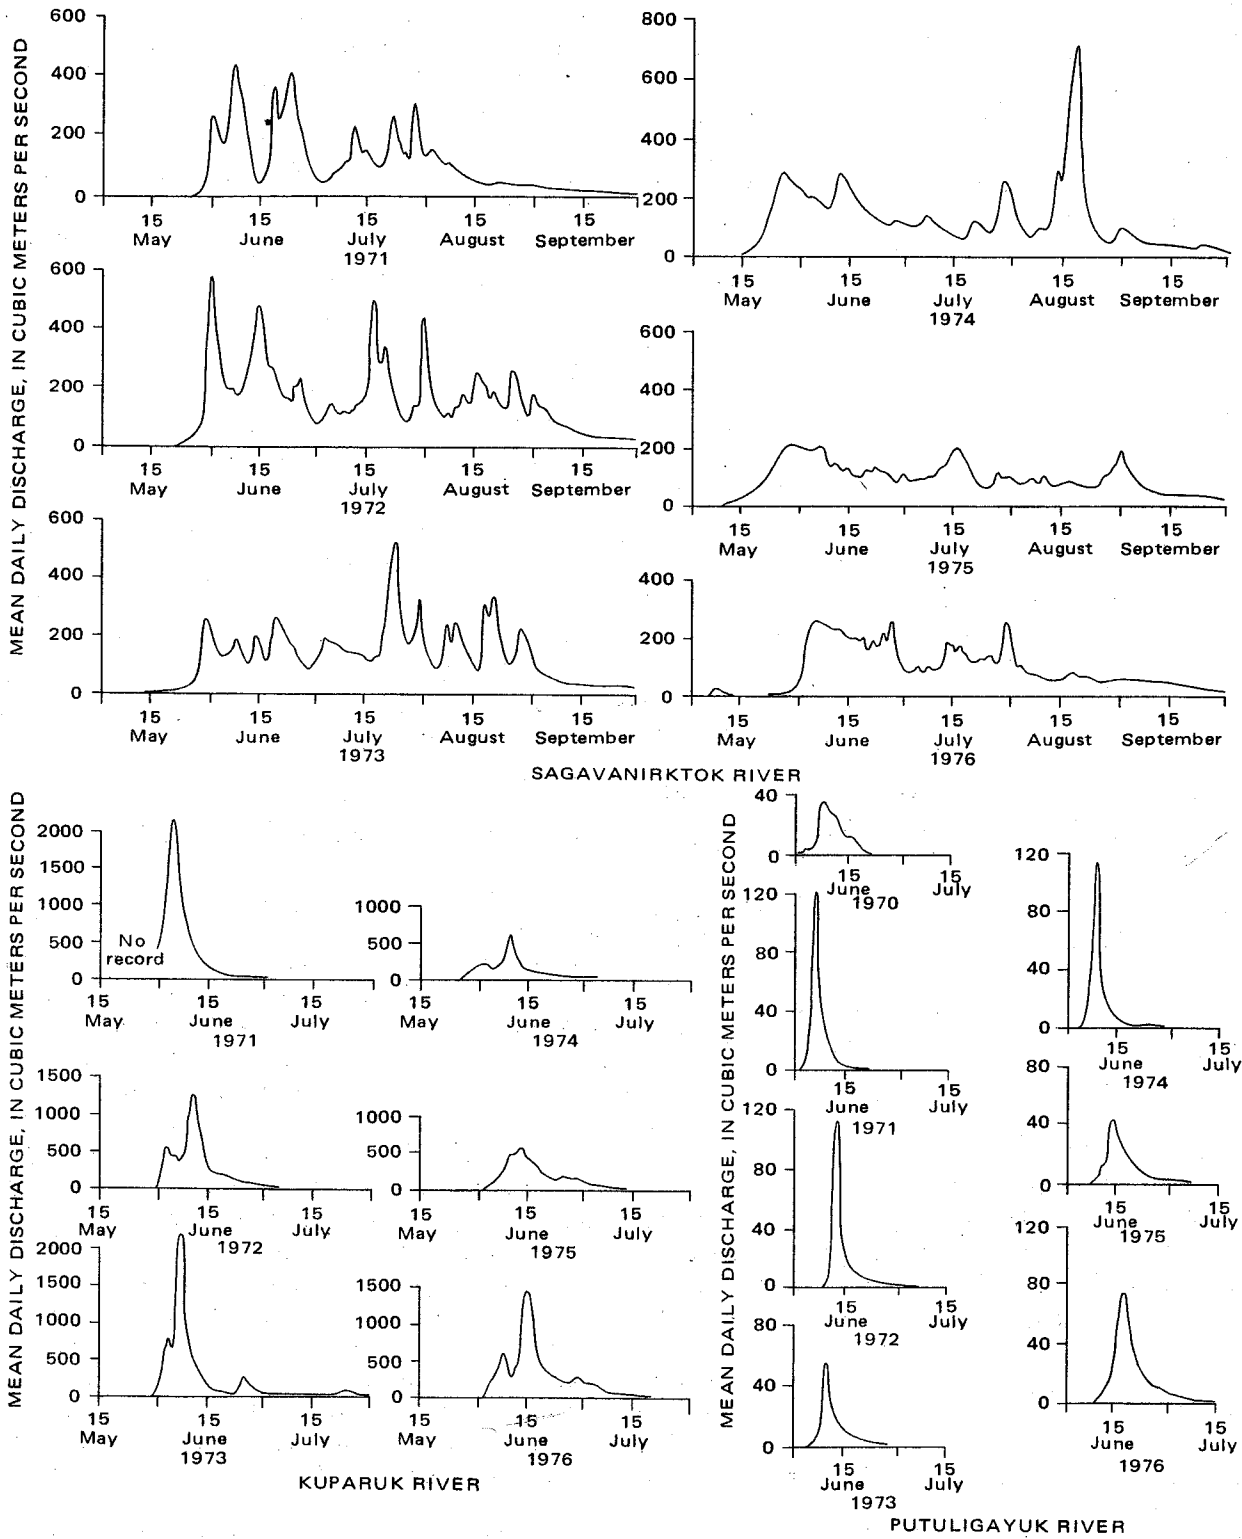 MEAN DAILY DISCHARGE, IN CUBIC METERS PER SECOND
600
400
200
0
15 15 15 15 15
May June July August September
1971
600
400
200
0
15 15 15 15 15
May June July August September
1972
600
400
200
0
15 15 15 15 15
May June July August September
1973
800
600
400
200
0
15 15 15 15 15
May June July August September
1974
600
400
200
0
15 15 15 15 15
May June July August September
1975
400
200
0
15 15 15 15 15
May June July August September
1976
SAGAVANIRKTOK RIVER
MEAN DAILY DISCHARGE, IN CUBIC METERS PER SECOND
2000
1500
1000
500
0
No
record
15 15 15
May June July
1971
1500
1000
500
0
15 15 15
May June July
1972
2000
1500
1000
500
0
15 15 15
May June July
1973
1000
500
0
15 15 15
May June July
1974
1000
500
0
15 15 15
May June July
1975
1500
1000
500
0
15 15 15
May June July
1976
KUPARUK RIVER
MEAN DAILY DISCHARGE, IN CUBIC METERS PER SECOND
40
0
15 15
June July
1970
120
80
40
0
15 15
June July
1971
120
80
40
0
15 15
June July
1972
80
40
0
15 15
June July
1973
120
80
40
0
15 15
June July
1974
80
40
0
15 15
June July
1975
120
80
40
0
15 15
June July
1976
PUTULIGAYUK RIVER